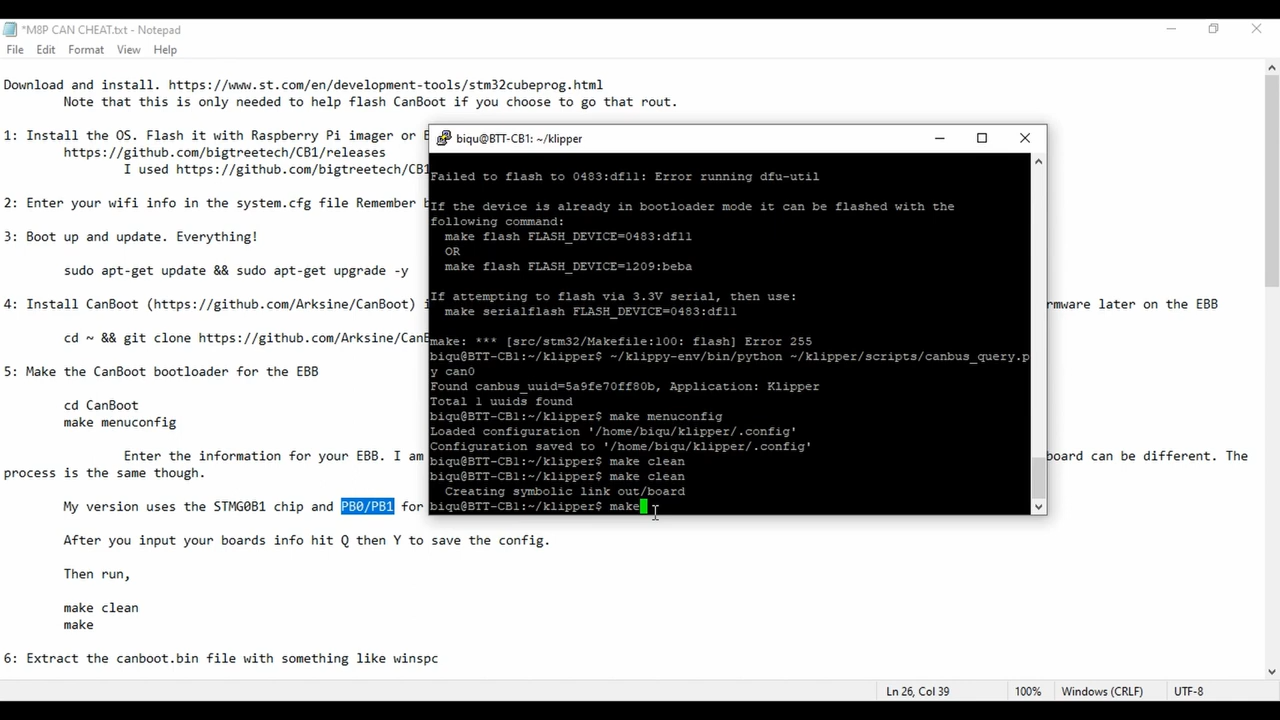 *M8P CAN CHEAT.txt - Notepad
File Edit Format View Help
Download and install. https://www.st.com/en/development-tools/stm32cubeprog.html
Note that this is only needed to help flash CanBoot if you choose to go that rout.
1: Install the OS. Flash it with Raspberry Pi imager or
https://github.com/bigtreetech/CB1/releases
I used https://github.com/bigtreetech/CB1
2: Enter your wifi info in the system.cfg file Remember
3: Boot up and update. Everything!
sudo apt-get update && sudo apt-get upgrade -y
4: Install CanBoot (https://github.com/Arksine/CanBoot) rmware later on the EBB
cd ~ && git clone https://github.com/Arksine/Can
5: Make the CanBoot bootloader for the EBB
cd CanBoot
make menuconfig
Enter the information for your EBB. I am board can be different. The
process is the same though.
My version uses the STMG0B1 chip and PB0/PB1 for
After you input your boards info hit Q then Y to save the config.
Then run,
make clean
make
6: Extract the canboot.bin file with something like winspc
biqu@BTT-CB1: ~/klipper
Failed to flash to 0483:df11: Error running dfu-util
If the device is already in bootloader mode it can be flashed with the
following command:
make flash FLASH_DEVICE=0483:df11
OR
make flash FLASH_DEVICE=1209:beba
If attempting to flash via 3.3V serial, then use:
make serialflash FLASH_DEVICE=0483:df11
make: *** [src/stm32/Makefile:100: flash] Error 255
biqu@BTT-CB1:~/klipper$ ~/klippy-env/bin/python ~/klipper/scripts/canbus_query.p
y can0
Found canbus_uuid=5a9fe70ff80b, Application: Klipper
Total 1 uuids found
biqu@BTT-CB1:~/klipper$ make menuconfig
Loaded configuration '/home/biqu/klipper/.config'
Configuration saved to '/home/biqu/klipper/.config'
biqu@BTT-CB1:~/klipper$ make clean
biqu@BTT-CB1:~/klipper$ make clean
Creating symbolic link out/board
biqu@BTT-CB1:~/klipper$ make
Ln 26, Col 39 100% Windows (CRLF) UTF-8